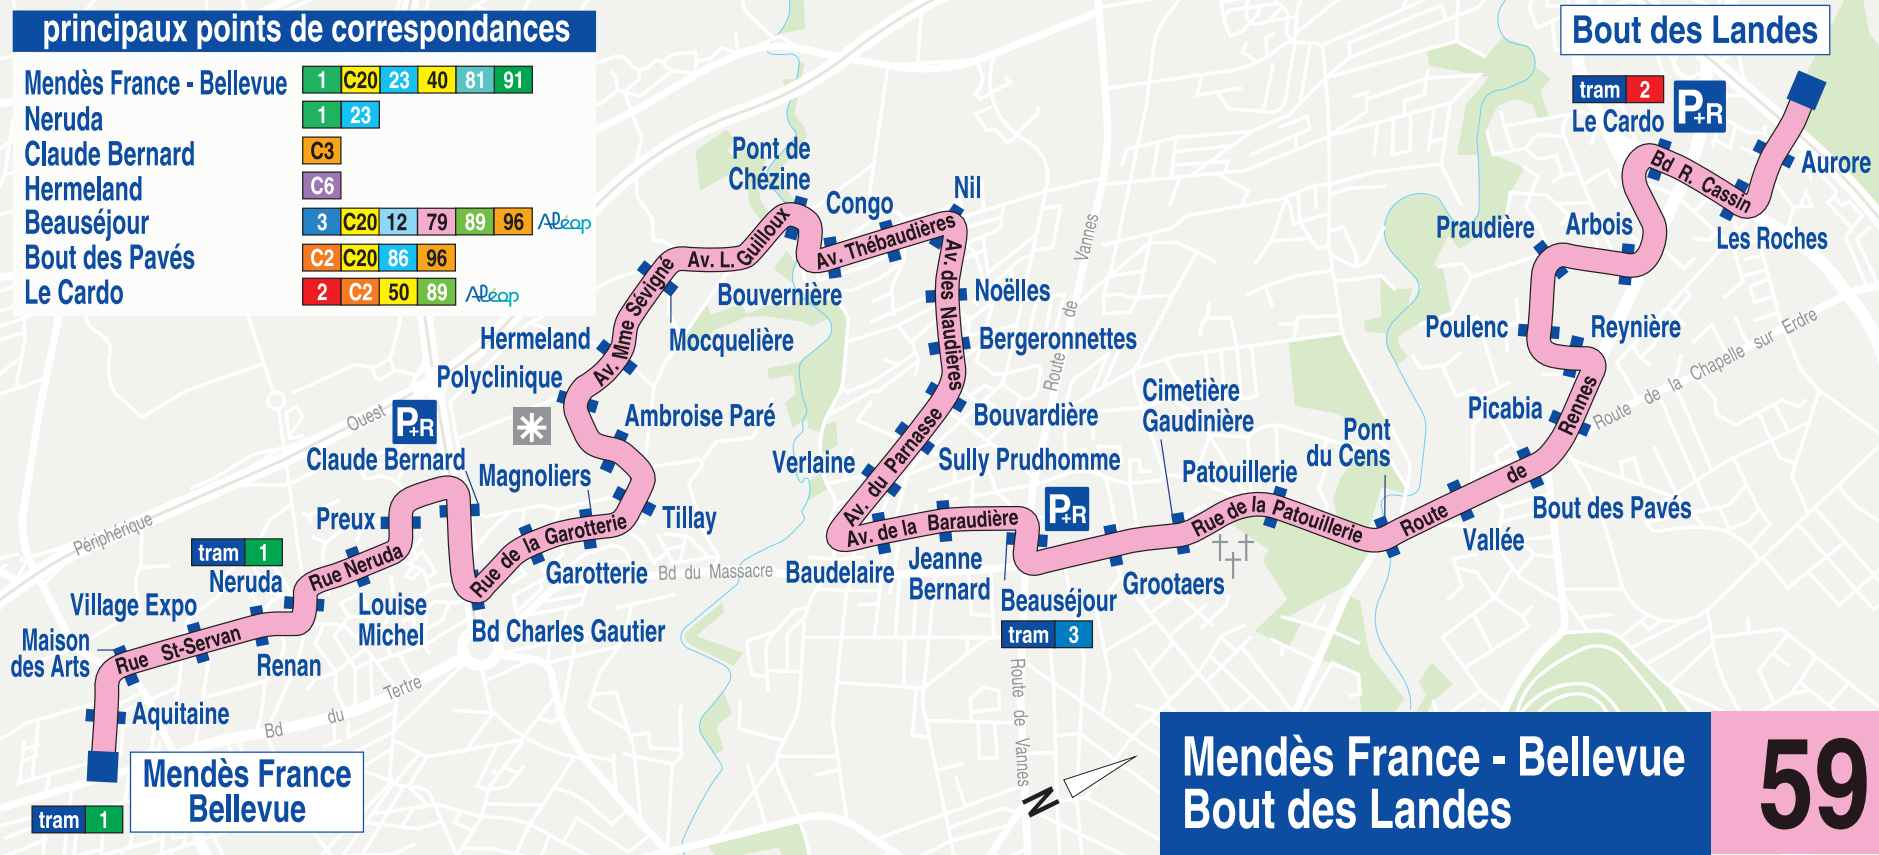 principaux points de correspondances
Mendès France - Bellevue 1 C20 23 40 81 91
Neruda 1 23
Claude Bernard C3
Hermeland C6
Beauséjour 3 C20 12 79 89 96 Aléop
Bout des Pavés C2 C20 86 96
Le Cardo 2 C2 50 89 Aléop
Bout des Landes
tram 2
P+R
Le Cardo
Aurore
Bd R. Cassin
Les Roches
Arbois
Praudière
Poulenc
Reynière
Picabia
Route de la Chapelle sur Erdre
Bout des Pavés
Route de Rennes
Vallée
Pont
du Cens
Patouillerie
Rue de la Patouillerie
Cimetière
Gaudinière
Grootaers
P+R
Beauséjour
tram 3
Jeanne
Bernard
Av. de la Baraudière
Baudelaire
Verlaine
Av. du Parnasse
Sully Prudhomme
Bouvardière
Bergeronnettes
Noëlles
Av. des Naudières
Nil
Av. Thébaudières
Congo
Bouvernière
Pont de
Chézine
Av. L. Guilloux
Mocquelière
Av. Mme Sévigné
Hermeland
Polyclinique
Ambroise Paré
Magnoliers
Tillay
Rue de la Garotterie
Garotterie
Bd Charles Gautier
P+R
Claude Bernard
Preux
Rue Neruda
Louise
Michel
tram 1
Neruda
Renan
Village Expo
Rue St-Servan
Maison
des Arts
Aquitaine
Mendès France
Bellevue
tram 1
Périphérique
Ouest
Bd du Tertre
Bd du Massacre
Route de Vannes
Route de Vannes
N
Mendès France - Bellevue
Bout des Landes
59